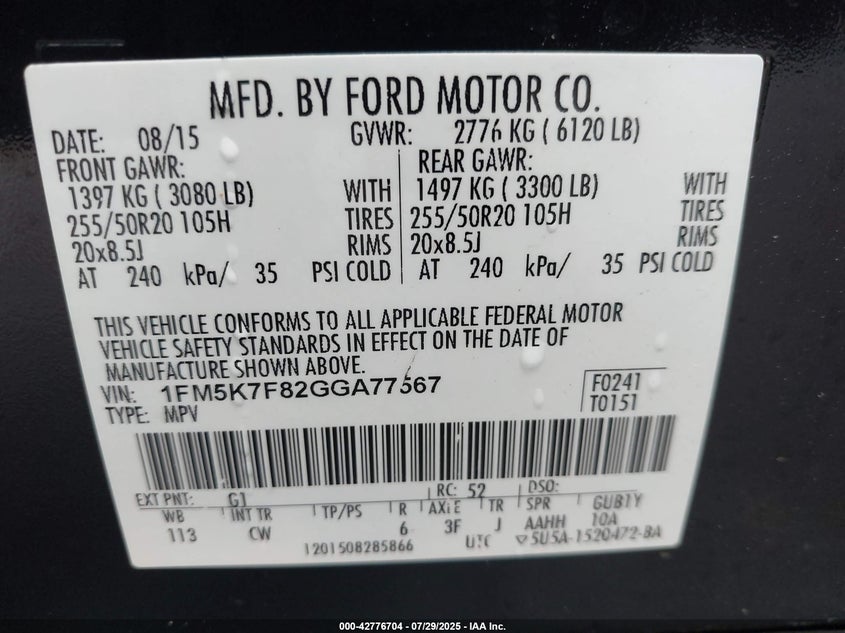 MFD. BY FORD MOTOR CO.
DATE: 08/15 GVWR: 2776 KG ( 6120 LB)
FRONT GAWR: REAR GAWR:
1397 KG ( 3080 LB) WITH 1497 KG ( 3300 LB) WITH
255/50R20 105H TIRES 255/50R20 105H TIRES
20x8.5J RIMS 20x8.5J RIMS
AT 240 kPa/ 35 PSI COLD AT 240 kPa/ 35 PSI COLD
THIS VEHICLE CONFORMS TO ALL APPLICABLE FEDERAL MOTOR
VEHICLE SAFETY STANDARDS IN EFFECT ON THE DATE OF
MANUFACTURE SHOWN ABOVE.
VIN: 1FM5K7F82GGA77567 F0241
TYPE: MPV T0151
EXT PNT: G1 RC: 52 DSO:
WB INT TR TP/PS R AXLE TR SPR GUB1Y
113 CW 6 3F J AAHH 10A
1201508285866 UTC 5U5A-1520472-BA
000-42776704 / 07/29/2025 - IAA Inc.